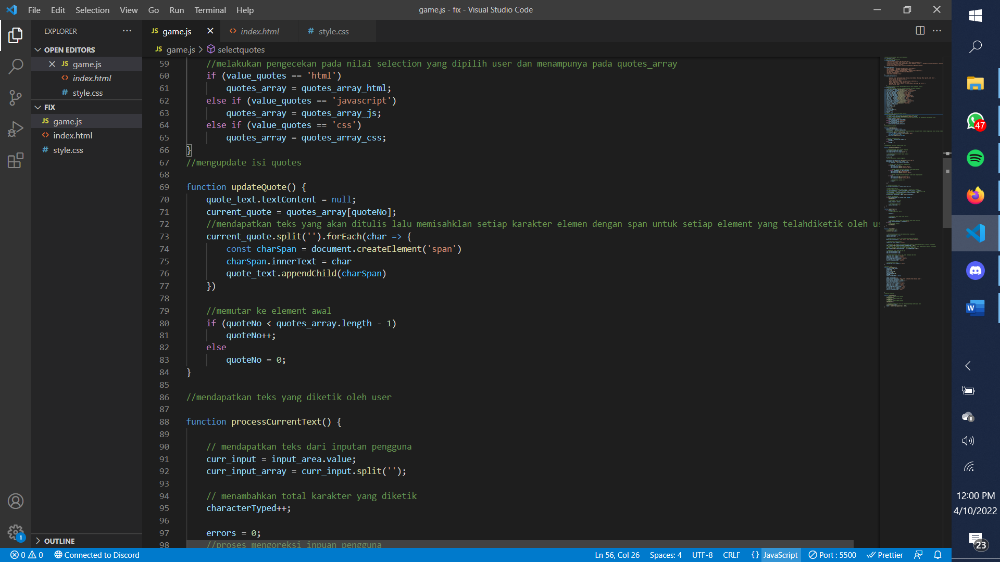 File Edit Selection View Go Run Terminal Help
game.js - fix - Visual Studio Code
EXPLORER
JS game.js
<> index.html
# style.css
JS game.js > selectquotes
OPEN EDITORS
JS game.js
<> index.html
# style.css
FIX
JS game.js
<> index.html
# style.css
OUTLINE
59 //melakukan pengecekan pada nilai selection yang dipilih user dan menampunya pada quotes_array
60 if (value_quotes == 'html')
61 quotes_array = quotes_array_html;
62 else if (value_quotes == 'javascript')
63 quotes_array = quotes_array_js;
64 else if (value_quotes == 'css')
65 quotes_array = quotes_array_css;
66 }
67 //mengupdate isi quotes
68
69 function updateQuote() {
70 quote_text.textContent = null;
71 current_quote = quotes_array[quoteNo];
72 //mendapatkan teks yang akan ditulis lalu memisahklan setiap karakter elemen dengan span untuk setiap element yang telahdiketik oleh us
73 current_quote.split('').forEach(char => {
74 const charSpan = document.createElement('span')
75 charSpan.innerText = char
76 quote_text.appendChild(charSpan)
77 })
78
79 //memutar ke element awal
80 if (quoteNo < quotes_array.length - 1)
81 quoteNo++;
82 else
83 quoteNo = 0;
84 }
85
86 //mendapatkan teks yang diketik oleh user
87
88 function processCurrentText() {
89
90 // mendapatkan teks dari inputan pengguna
91 curr_input = input_area.value;
92 curr_input_array = curr_input.split('');
93
94 // menambahkan total karakter yang diketik
95 characterTyped++;
96
97 errors = 0;
98 //proses mengoreksi inpuan pengguna
0 0 Connected to Discord
Ln 56, Col 26 Spaces: 4 UTF-8 CRLF {} JavaScript Port : 5500 Prettier
1
47
W
12:00 PM
4/10/2022
23